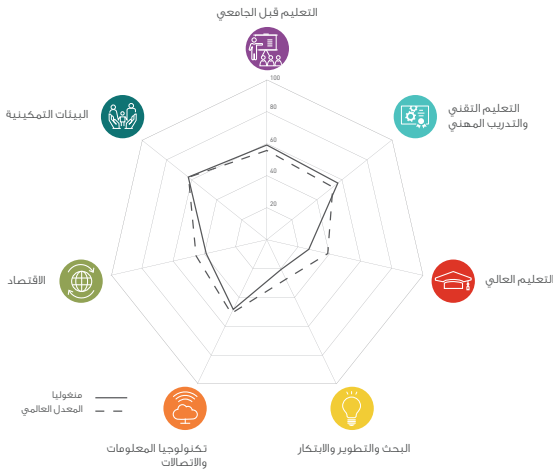 التعليم قبل الجامعي
التعليم التقني
والتدريب المهني
التعليم العالي
البحث والتطوير والابتكار
تكنولوجيا المعلومات
والاتصالات
الاقتصاد
البيئات التمكينية
100
80
60
40
20
منغوليا
المعدل العالمي